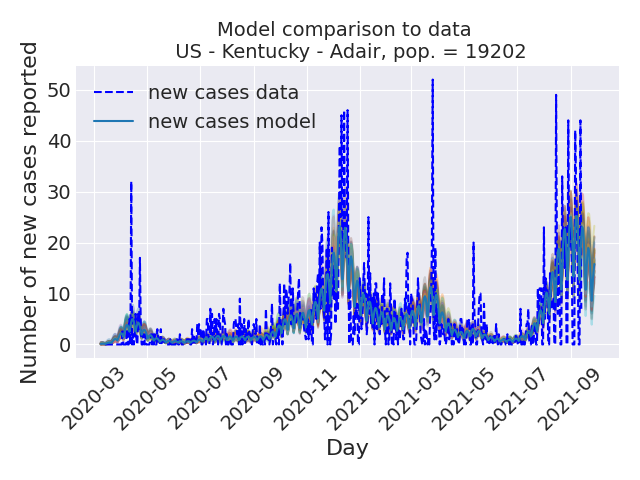 Model comparison to data
US - Kentucky - Adair, pop. = 19202
Number of new cases reported
50
40
30
20
10
0
new cases data
new cases model
2020-03
2020-05
2020-07
2020-09
2020-11
2021-01
2021-03
2021-05
2021-07
2021-09
Day